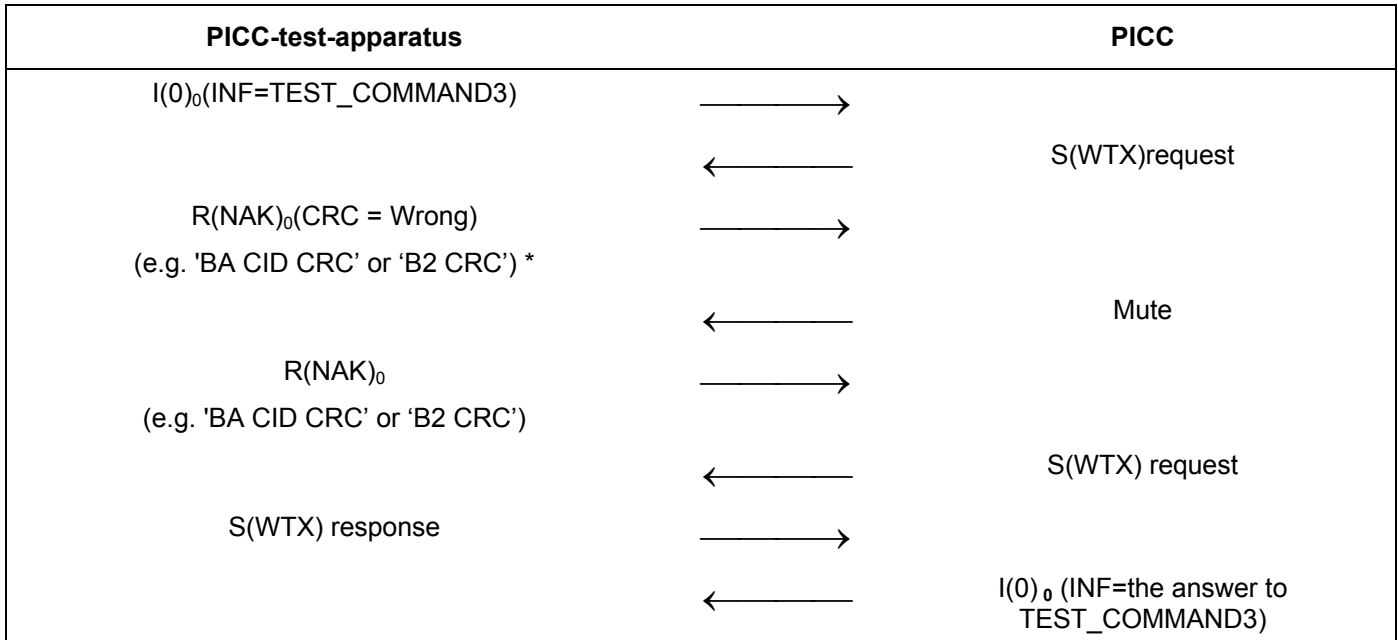 PICC-test-apparatus PICC
I(0)₀(INF=TEST_COMMAND3)
S(WTX)request
R(NAK)₀(CRC = Wrong)
(e.g. 'BA CID CRC’ or ‘B2 CRC’) *
Mute
R(NAK)₀
(e.g. 'BA CID CRC’ or ‘B2 CRC’)
S(WTX) request
S(WTX) response
I(0) ₀ (INF=the answer to
TEST_COMMAND3)